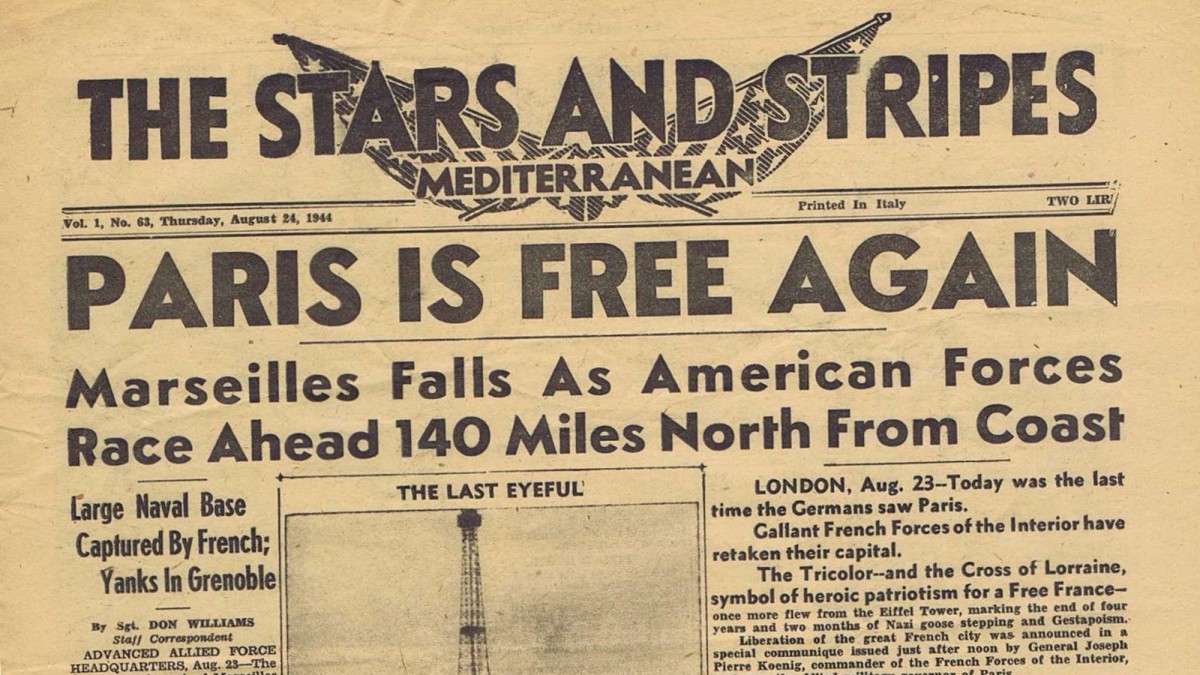 THE STARS AND STRIPES
MEDITERRANEAN
Vol. 1, No. 63, Thursday, August 24, 1944
Printed In Italy
TWO LIR
PARIS IS FREE AGAIN
Marseilles Falls As American Forces
Race Ahead 140 Miles North From Coast
Large Naval Base
Captured By French;
Yanks In Grenoble
By Sgt. DON WILLIAMS
Staff Correspondent
ADVANCED ALLIED FORCE
HEADQUARTERS, Aug. 23—The
THE LAST EYEFUL
LONDON, Aug. 23—Today was the last
time the Germans saw Paris.
Gallant French Forces of the Interior have
retaken their capital.
The Tricolor--and the Cross of Lorraine,
symbol of heroic patriotism for a Free France—
once more flew from the Eiffel Tower, marking the end of four
years and two months of Nazi goose stepping and Gestapoism.
Liberation of the great French city was announced in a
special communique issued just after noon by General Joseph
Pierre Koenig, commander of the French Forces of the Interior,